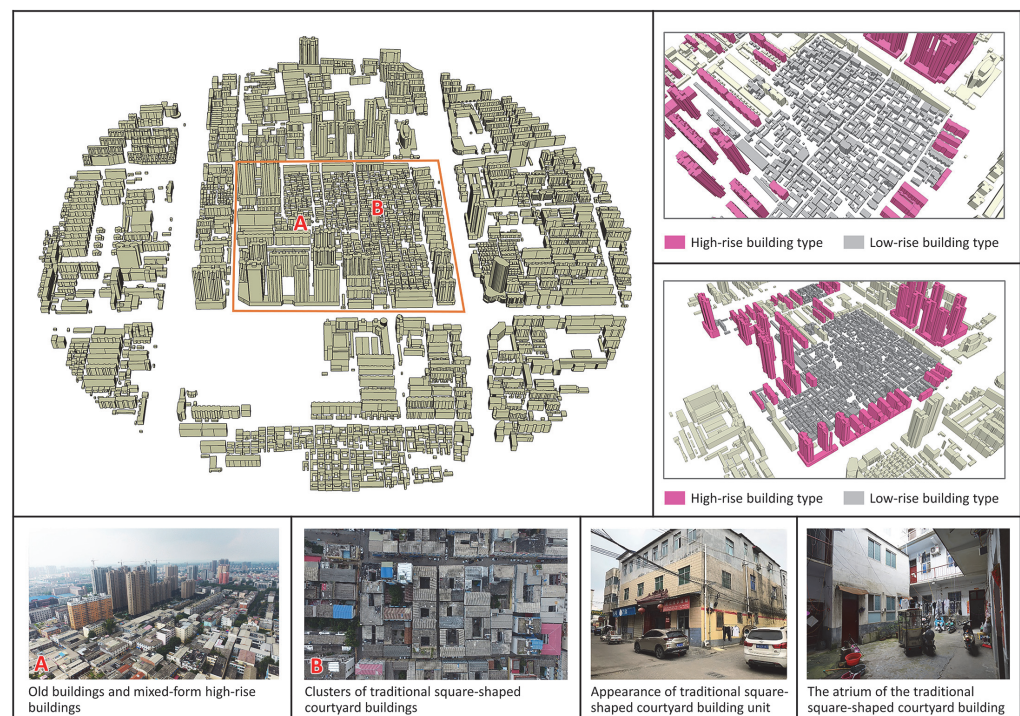 A
B
High-rise building type
Low-rise building type
High-rise building type
Low-rise building type
A
Old buildings and mixed-form high-rise
buildings
B
Clusters of traditional square-shaped
courtyard buildings
Appearance of traditional square-
shaped courtyard building unit
The atrium of the traditional
square-shaped courtyard building